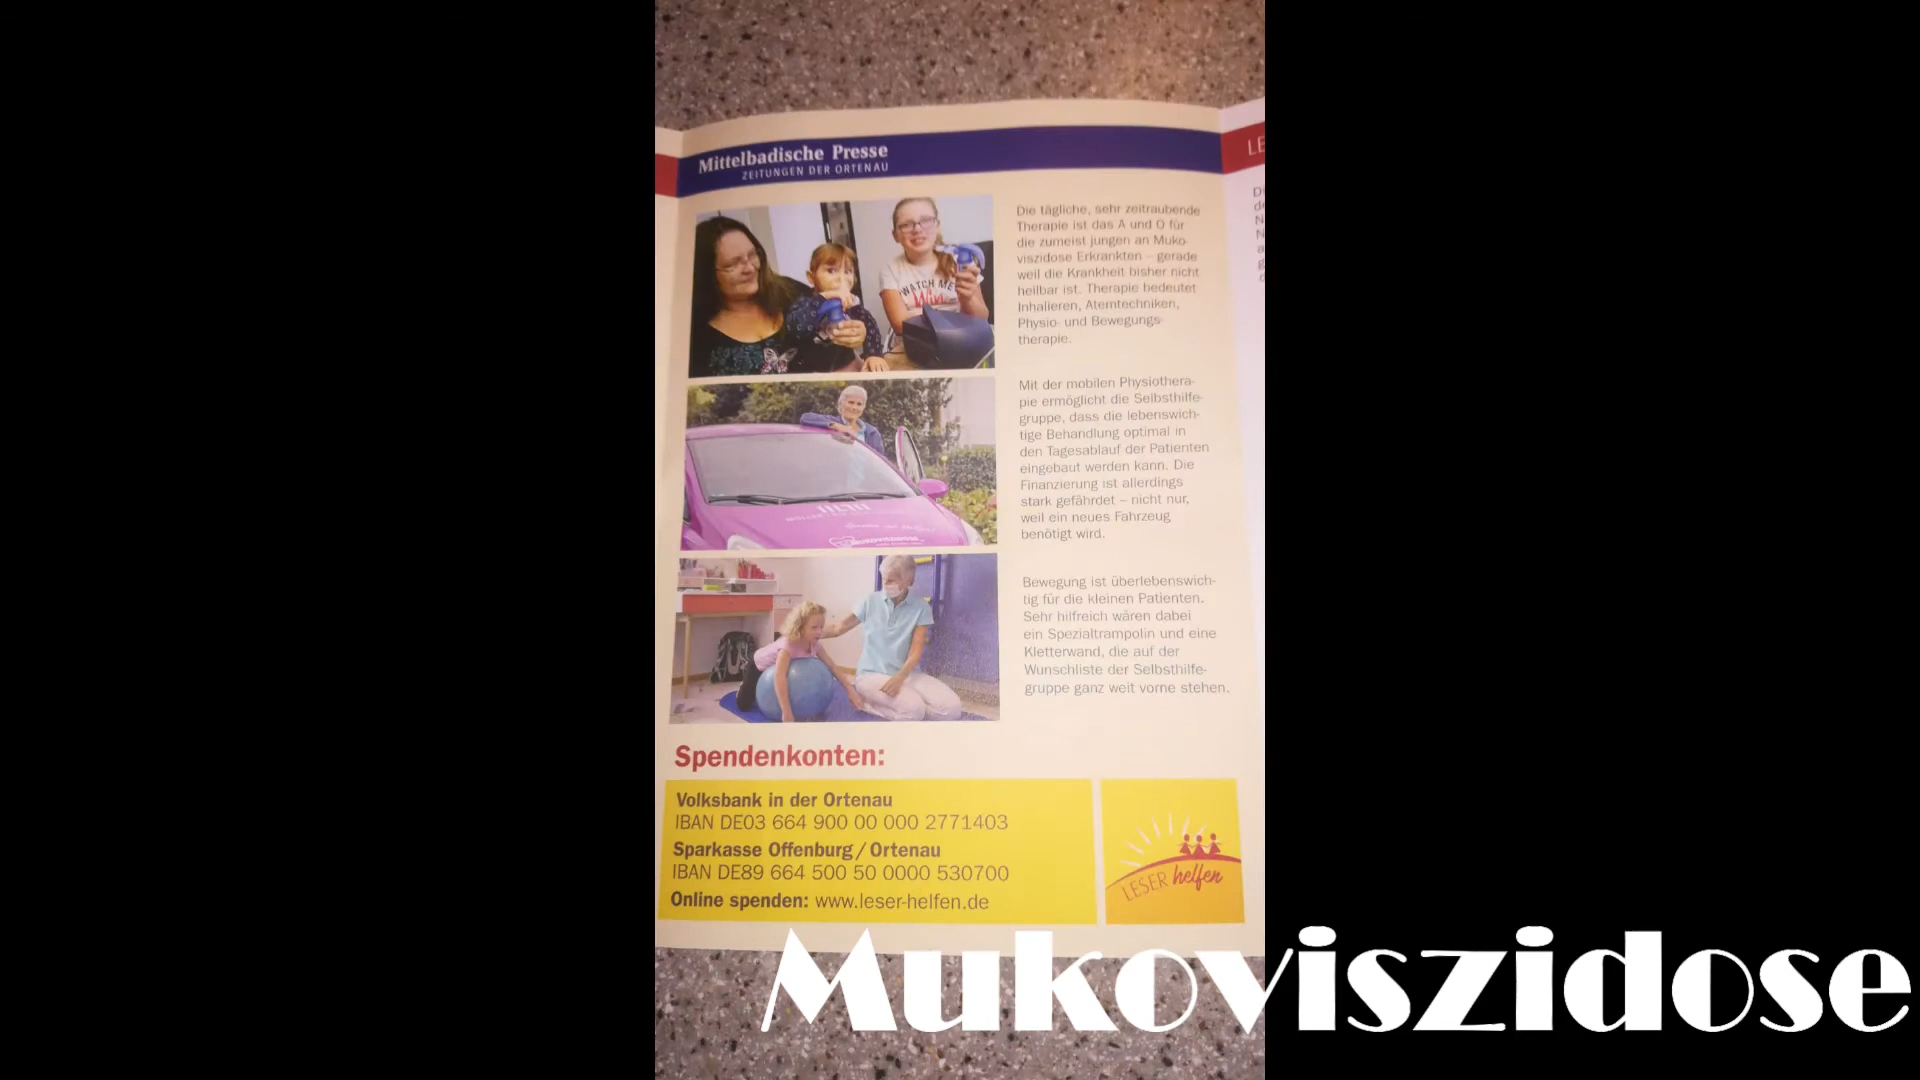 Mittelbadische Presse
ZEITUNGEN DER ORTENAU
LE
WATCH ME
Win
Die tägliche, sehr zeitraubende
Therapie ist das A und O für
die zumeist jungen an Muko-
viszidose Erkrankten – gerade
weil die Krankheit bisher nicht
heilbar ist. Therapie bedeutet
Inhalieren, Atemtechniken,
Physio- und Bewegungs-
therapie.
Mit der mobilen Physiothera-
pie ermöglicht die Selbsthilfe-
gruppe, dass die lebenswich-
tige Behandlung optimal in
den Tagesablauf der Patienten
eingebaut werden kann. Die
Finanzierung ist allerdings
stark gefährdet – nicht nur,
weil ein neues Fahrzeug
benötigt wird.
MUKOVISZIDOSE
Bewegung ist überlebenswich-
tig für die kleinen Patienten.
Sehr hilfreich wären dabei
ein Spezialtrampolin und eine
Kletterwand, die auf der
Wunschliste der Selbsthilfe-
gruppe ganz weit vorne stehen.
Spendenkonten:
Volksbank in der Ortenau
IBAN DE03 664 900 00 000 2771403
Sparkasse Offenburg/Ortenau
IBAN DE89 664 500 50 0000 530700
Online spenden: www.leser-helfen.de
LESER helfen
Mukoviszidose